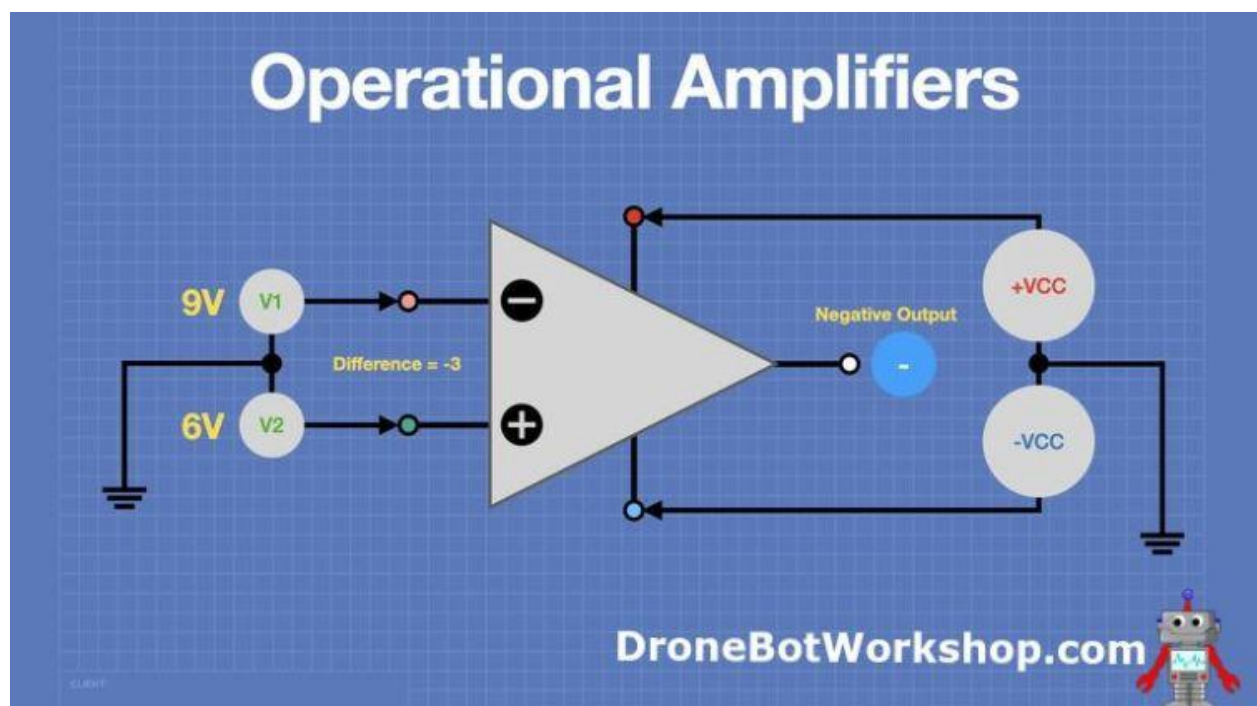 Operational Amplifiers
+VCC
9V V1 −
Negative Output
Difference = -3
-
6V V2 +
-VCC
DroneBotWorkshop.com